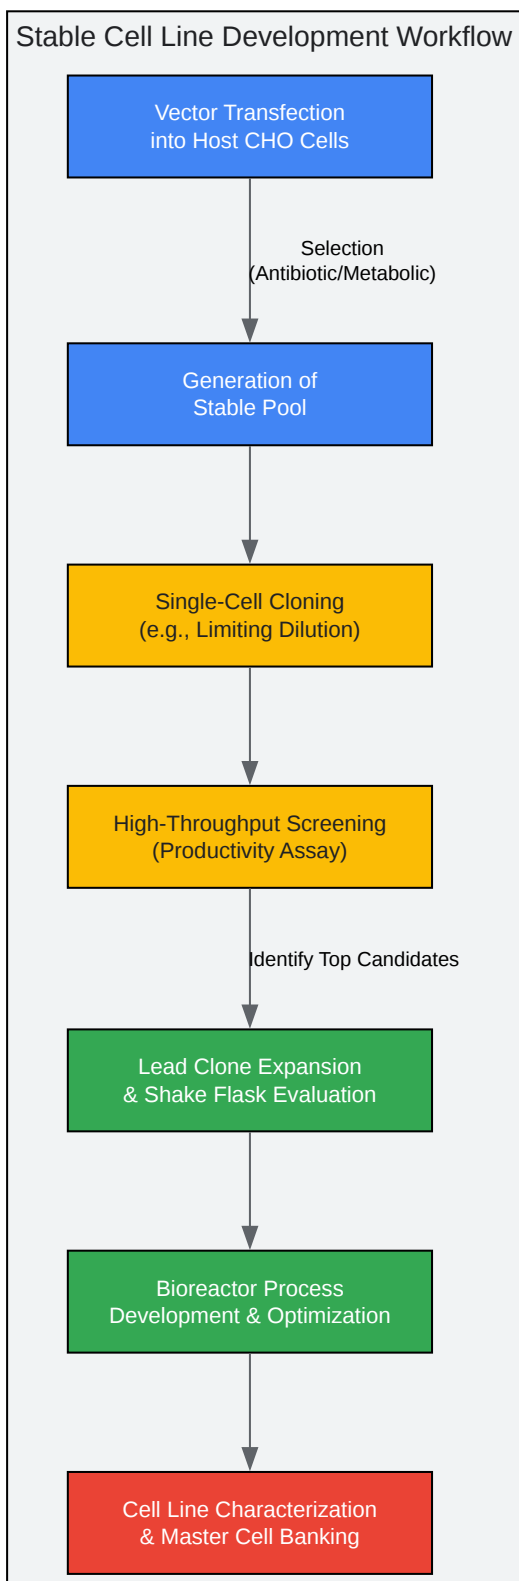 Stable Cell Line Development Workflow
Vector Transfection
into Host CHO Cells
Selection
(Antibiotic/Metabolic)
Generation of
Stable Pool
Single-Cell Cloning
(e.g., Limiting Dilution)
High-Throughput Screening
(Productivity Assay)
Identify Top Candidates
Lead Clone Expansion
& Shake Flask Evaluation
Bioreactor Process
Development & Optimization
Cell Line Characterization
& Master Cell Banking